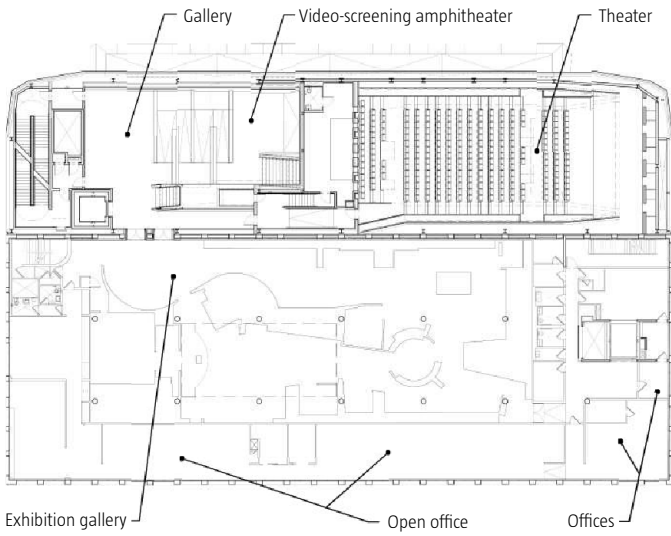 Gallery
Video-screening amphitheater
Theater
Exhibition gallery
Open office
Offices